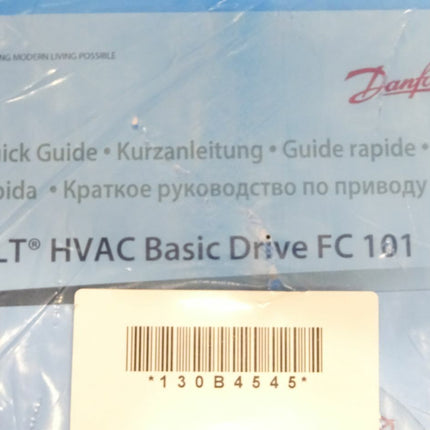 NG MODERN LIVING POSSIBLE
Danfo
ick Guide • Kurzanleitung • Guide rapide •
pida • Краткое руководство по приводу
LT® HVAC Basic Drive FC 101
*130B4545*